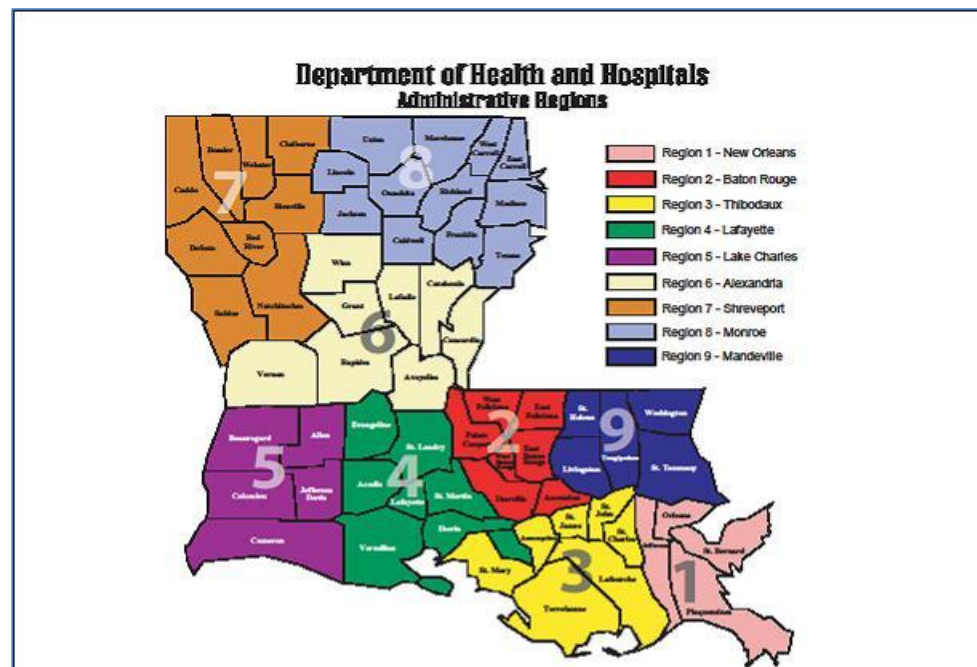 Department of Health and Hospitals
Administrative Regions
Region 1 - New Orleans
Region 2 - Baton Rouge
Region 3 - Thibodaux
Region 4 - Lafayette
Region 5 - Lake Charles
Region 6 - Alexandria
Region 7 - Shreveport
Region 8 - Monroe
Region 9 - Mandeville
Caddo
Bossier
Webster
Claiborne
Bienville
DeSoto
Red River
Sabine
Natchitoches
7
Union
Morehouse
West Carroll
East Carroll
Lincoln
Ouachita
Richland
Madison
Jackson
Caldwell
Franklin
Tensas
8
Winn
Grant
LaSalle
Catahoula
Concordia
Rapides
Vernon
Avoyelles
6
Beauregard
Allen
Calcasieu
Jefferson Davis
Cameron
5
Evangeline
St. Landry
Acadia
Lafayette
St. Martin
Iberia
Vermilion
4
West Feliciana
East Feliciana
Pointe Coupee
East Baton Rouge
Iberville
Ascension
2
St. Helena
Washington
Livingston
Tangipahoa
St. Tammany
9
Assumption
St. James
St. John
St. Charles
St. Mary
Lafourche
Terrebonne
3
Orleans
Jefferson
St. Bernard
Plaquemines
1